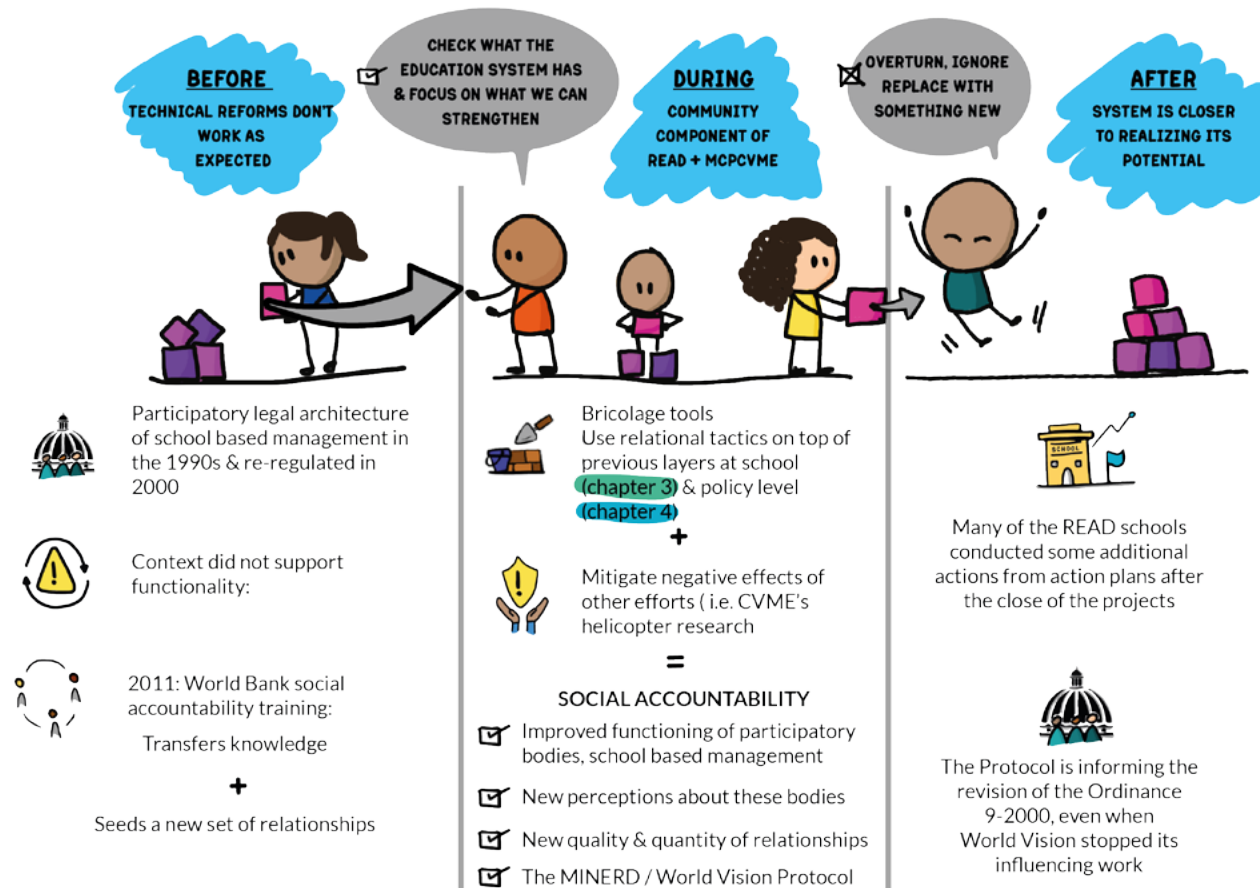 BEFORE
TECHNICAL REFORMS DON'T
WORK AS
EXPECTED
CHECK WHAT THE
EDUCATION SYSTEM HAS
& FOCUS ON WHAT WE CAN
STRENGTHEN
DURING
COMMUNITY
COMPONENT OF
READ + MCPCVME
OVERTURN, IGNORE
REPLACE WITH
SOMETHING NEW
AFTER
SYSTEM IS CLOSER
TO REALIZING ITS
POTENTIAL
Participatory legal architecture
of school based management in
the 1990s & re-regulated in
2000
Context did not support
functionality:
2011: World Bank social
accountability training:
Transfers knowledge
+
Seeds a new set of relationships
Bricolage tools
Use relational tactics on top of
previous layers at school
(chapter 3) & policy level
(chapter 4)
+
Mitigate negative effects of
other efforts ( i.e. CVME's
helicopter research
=
SOCIAL ACCOUNTABILITY
Improved functioning of participatory
bodies, school based management
New perceptions about these bodies
New quality & quantity of relationships
The MINERD / World Vision Protocol
SCHOOL
Many of the READ schools
conducted some additional
actions from action plans after
the close of the projects
The Protocol is informing the
revision of the Ordinance
9-2000, even when
World Vision stopped its
influencing work